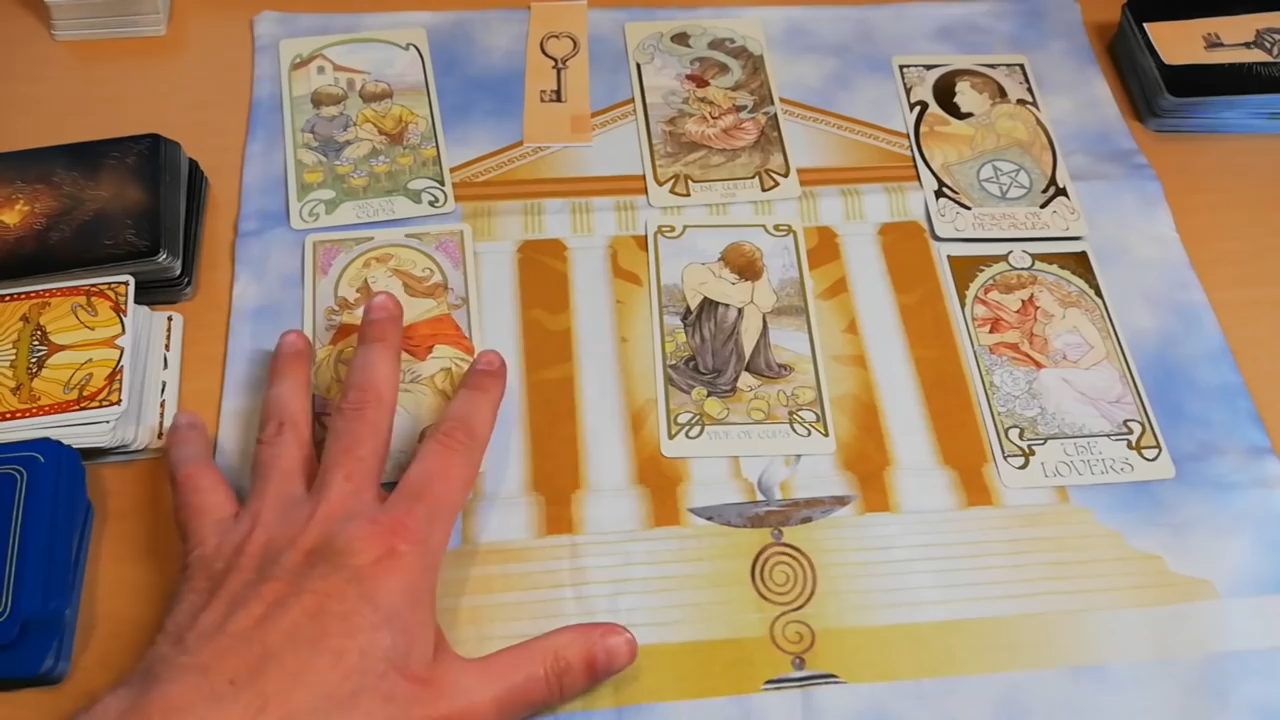 SIX OF
CUPS
THE WELL
KNIGHT OF
PENTACLES
FIVE OF CUPS
THE
LOVERS